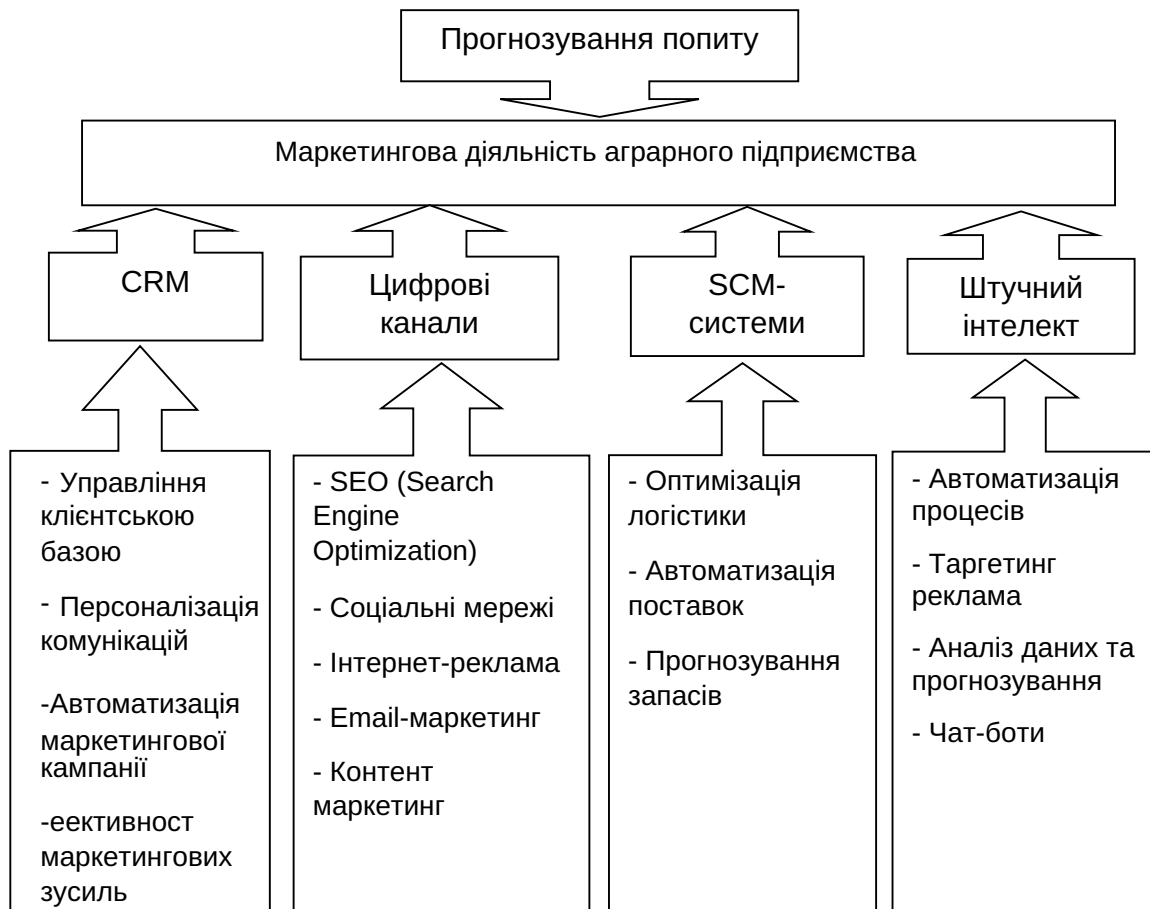 Прогнозування попиту
Маркетингова діяльність аграрного підприємства
CRM
Цифрові
канали
SCM-
системи
Штучний
інтелект
- Управління
клієнтською
базою
- Персоналізація
комунікацій
-Автоматизація
маркетингової
кампанії
-еективност
маркетингових
зусиль
- SEO (Search
Engine
Optimization)
- Соціальні мережі
- Інтернет-реклама
- Email-маркетинг
- Контент
маркетинг
- Оптимізація
логістики
- Автоматизація
поставок
- Прогнозування
запасів
- Автоматизація
процесів
- Таргетинг
реклама
- Аналіз даних та
прогнозування
- Чат-боти